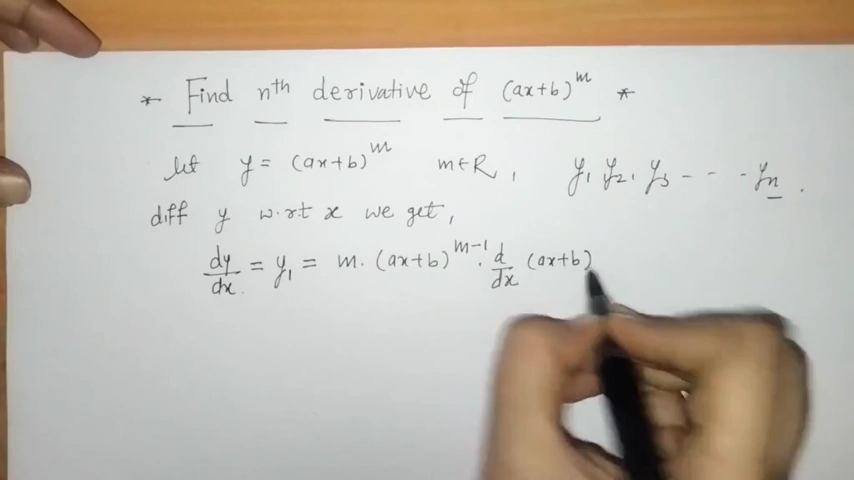 * Find nth derivative of (ax+b)^m *
let y = (ax+b)^m m∈R, y₁ y₂, y₃ - - - - yₙ.
diff y w.r.t x we get,
dy/dx = y₁ = m. (ax+b)^m-1 . d/dx (ax+b)